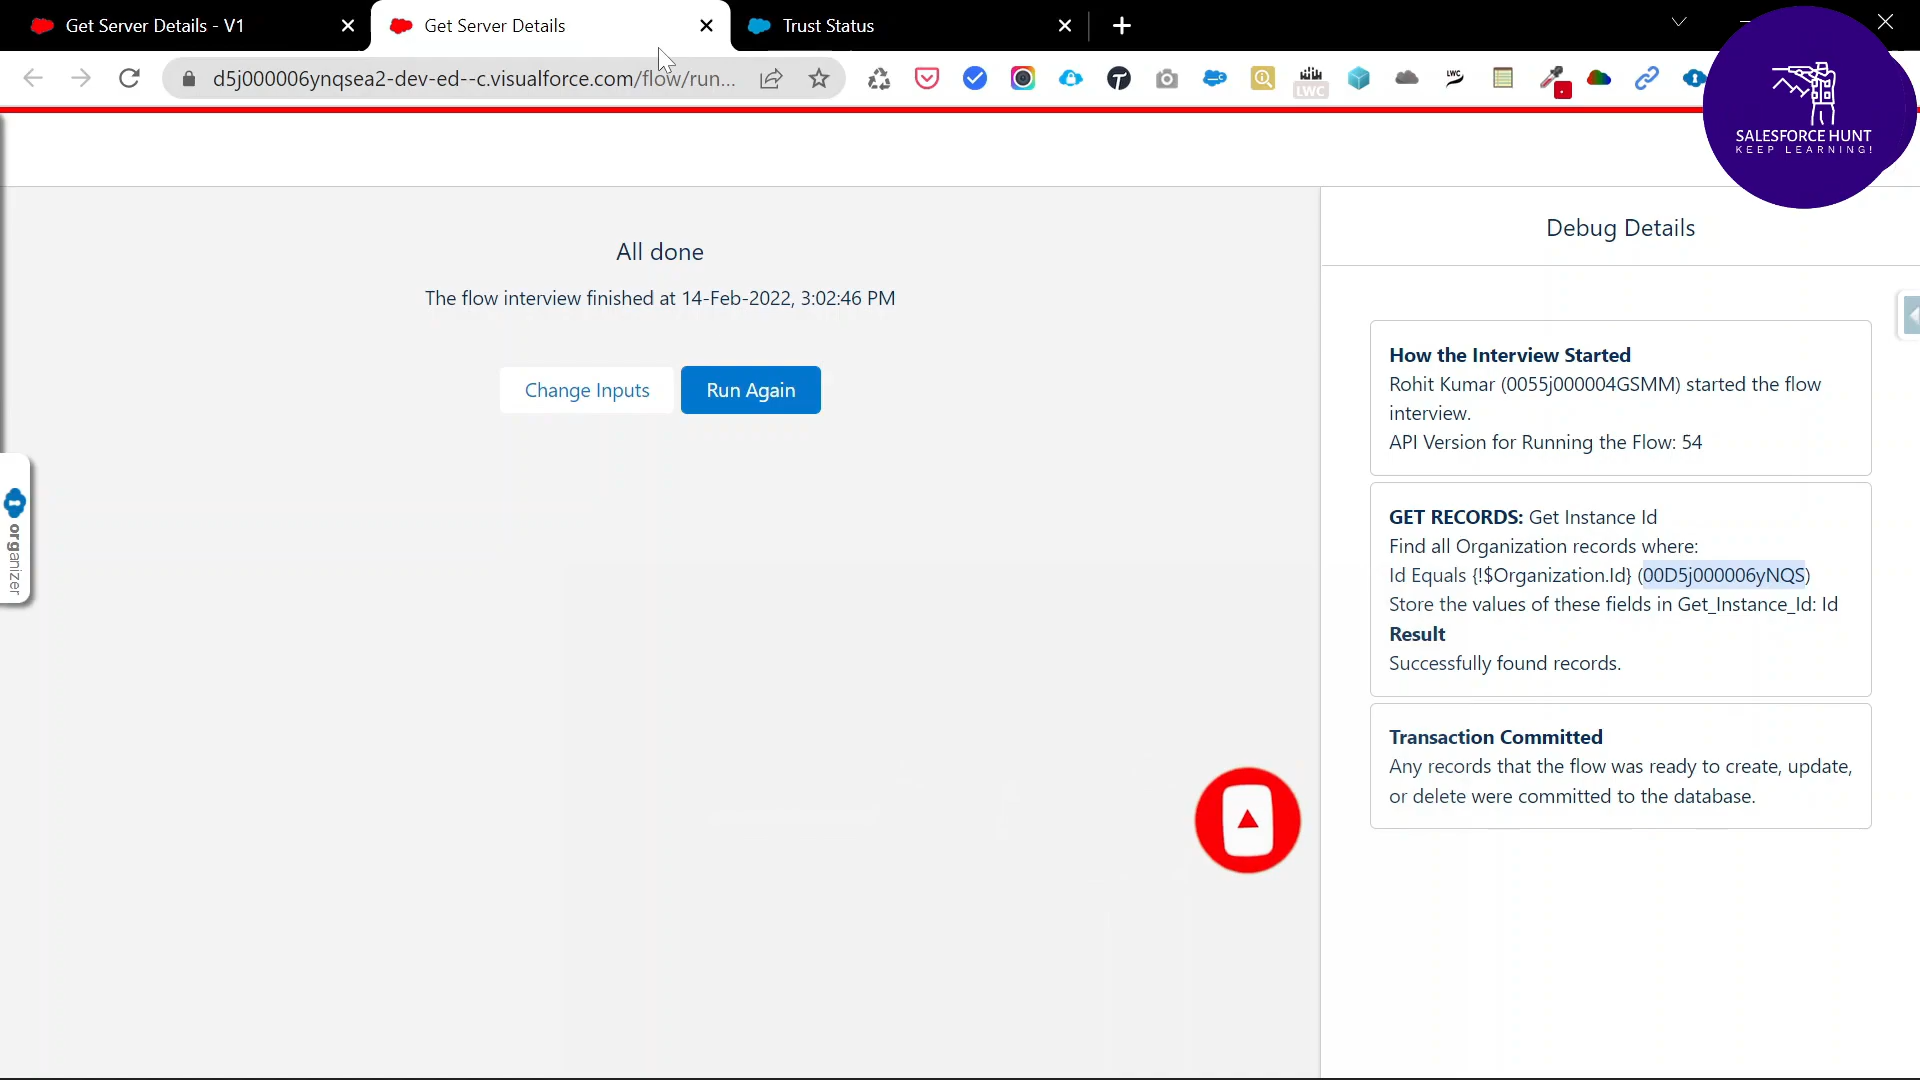 Get Server Details - V1
Get Server Details
Trust Status
d5j000006ynqsea2-dev-ed--c.visualforce.com/flow/run...
LWC
LWC
SALESFORCE HUNT
KEEP LEARNING!
Debug Details
All done
The flow interview finished at 14-Feb-2022, 3:02:46 PM
Change Inputs
Run Again
How the Interview Started
Rohit Kumar (0055j000004GSMM) started the flow
interview.
API Version for Running the Flow: 54
GET RECORDS: Get Instance Id
Find all Organization records where:
Id Equals {!$Organization.Id} (00D5j000006yNQS)
Store the values of these fields in Get_Instance_Id: Id
Result
Successfully found records.
Transaction Committed
Any records that the flow was ready to create, update,
or delete were committed to the database.
organizer